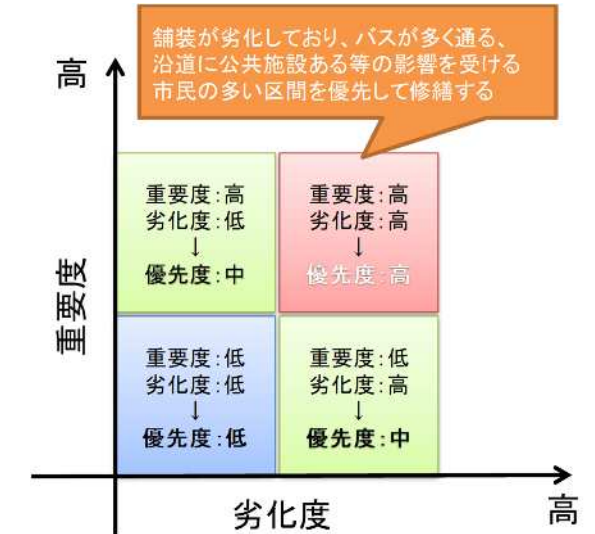 舗装が劣化しており、バスが多く通る、
沿道に公共施設ある等の影響を受ける
市民の多い区間を優先して修繕する
高
重要度
重要度:高
劣化度:低
↓
優先度:中
重要度:高
劣化度:高
↓
優先度:高
重要度:低
劣化度:低
↓
優先度:低
重要度:低
劣化度:高
↓
優先度:中
劣化度
高